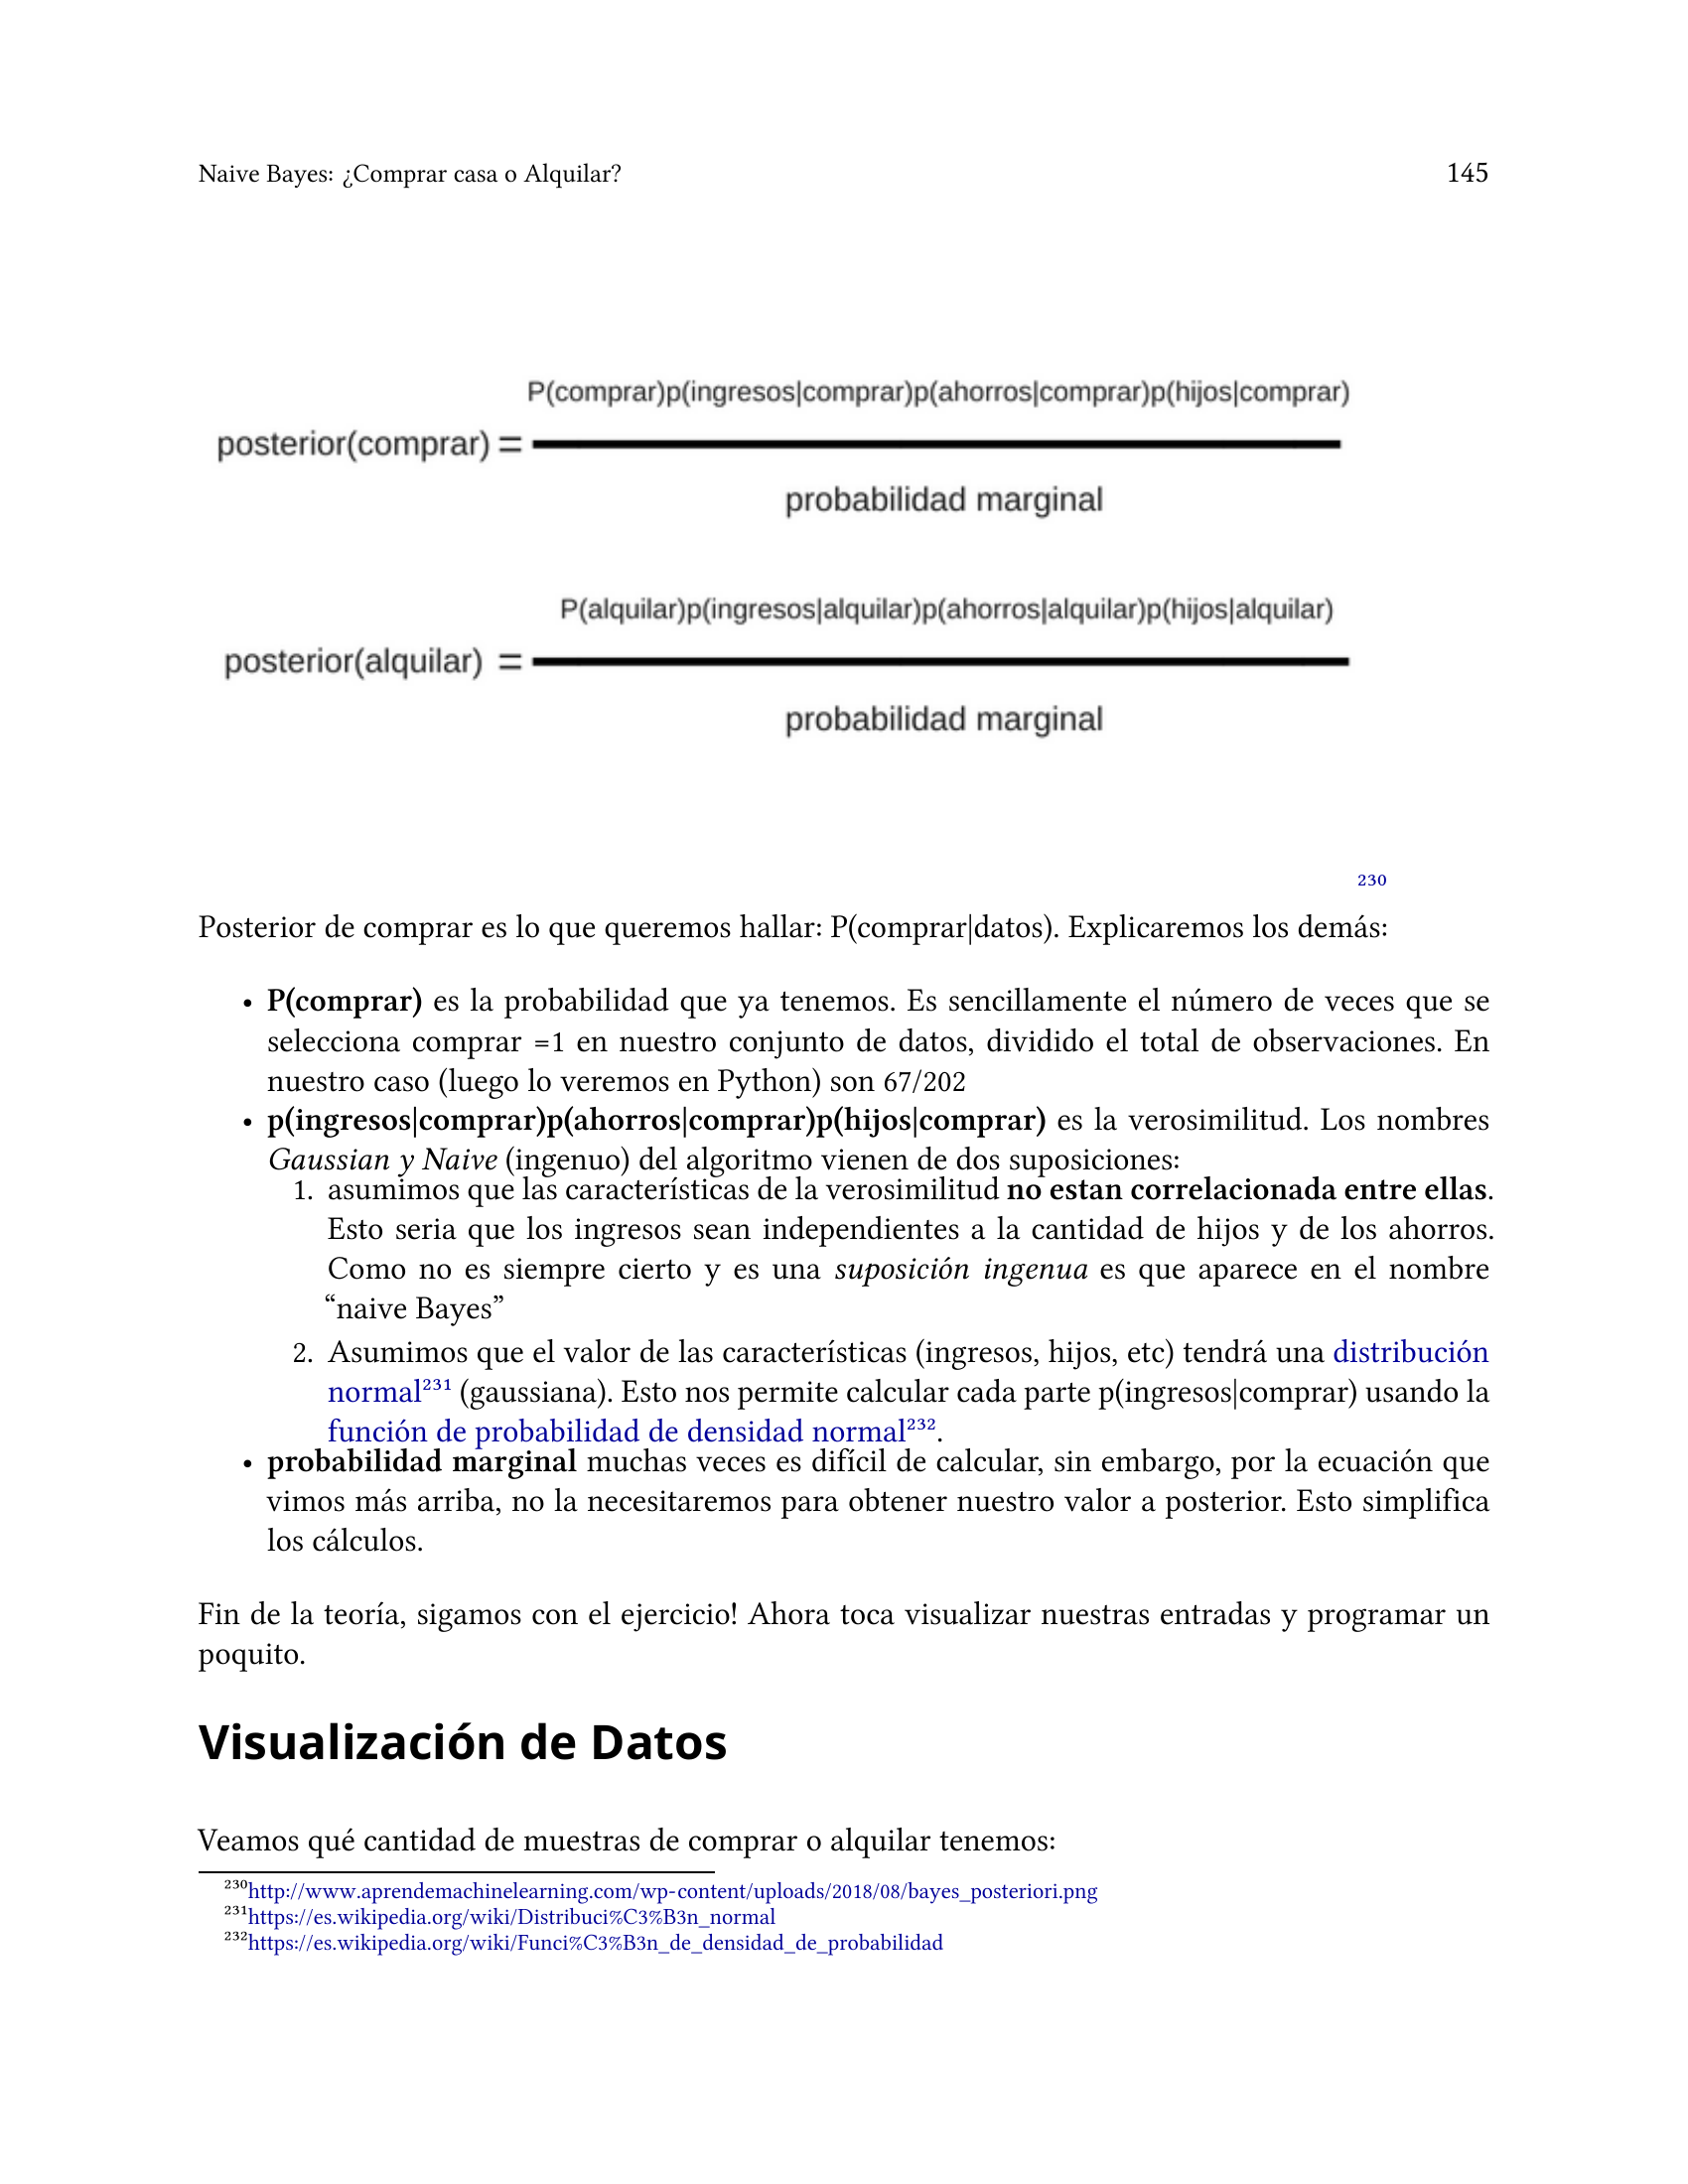 Naive Bayes: ¿Comprar casa o Alquilar? 145
P(comprar)p(ingresos|comprar)p(ahorros|comprar)p(hijos|comprar)
posterior(comprar) =
probabilidad marginal
P(alquilar)p(ingresos|alquilar)p(ahorros|alquilar)p(hijos|alquilar)
posterior(alquilar) =
probabilidad marginal
230
Posterior de comprar es lo que queremos hallar: P(comprar|datos). Explicaremos los demás:
• P(comprar) es la probabilidad que ya tenemos. Es sencillamente el número de veces que se
selecciona comprar =1 en nuestro conjunto de datos, dividido el total de observaciones. En
nuestro caso (luego lo veremos en Python) son 67/202
• p(ingresos|comprar)p(ahorros|comprar)p(hijos|comprar) es la verosimilitud. Los nombres
Gaussian y Naive (ingenuo) del algoritmo vienen de dos suposiciones:
1. asumimos que las características de la verosimilitud no estan correlacionada entre ellas.
Esto seria que los ingresos sean independientes a la cantidad de hijos y de los ahorros.
Como no es siempre cierto y es una suposición ingenua es que aparece en el nombre
“naive Bayes”
2. Asumimos que el valor de las características (ingresos, hijos, etc) tendrá una distribución
normal²³¹ (gaussiana). Esto nos permite calcular cada parte p(ingresos|comprar) usando la
función de probabilidad de densidad normal²³².
• probabilidad marginal muchas veces es difícil de calcular, sin embargo, por la ecuación que
vimos más arriba, no la necesitaremos para obtener nuestro valor a posterior. Esto simplifica
los cálculos.
Fin de la teoría, sigamos con el ejercicio! Ahora toca visualizar nuestras entradas y programar un
poquito.
Visualización de Datos
Veamos qué cantidad de muestras de comprar o alquilar tenemos:
²³⁰http://www.aprendemachinelearning.com/wp-content/uploads/2018/08/bayes_posteriori.png
²³¹https://es.wikipedia.org/wiki/Distribuci%C3%B3n_normal
²³²https://es.wikipedia.org/wiki/Funci%C3%B3n_de_densidad_de_probabilidad